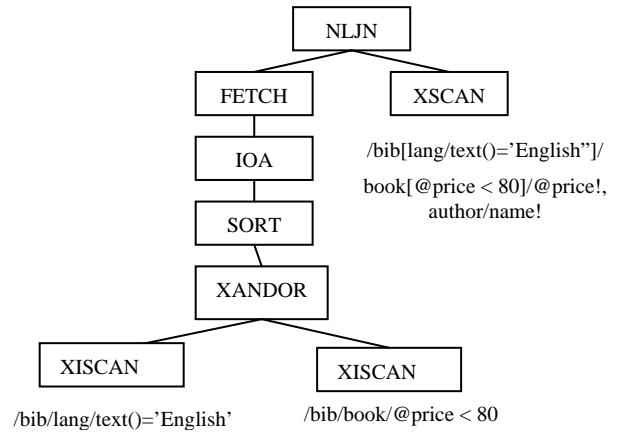 NLJN
FETCH
XSCAN
/bib[lang/text()=’English”]/
book[@price < 80]/@price!,
author/name!
IOA
SORT
XANDOR
XISCAN
XISCAN
/bib/lang/text()=’English’
/bib/book/@price < 80